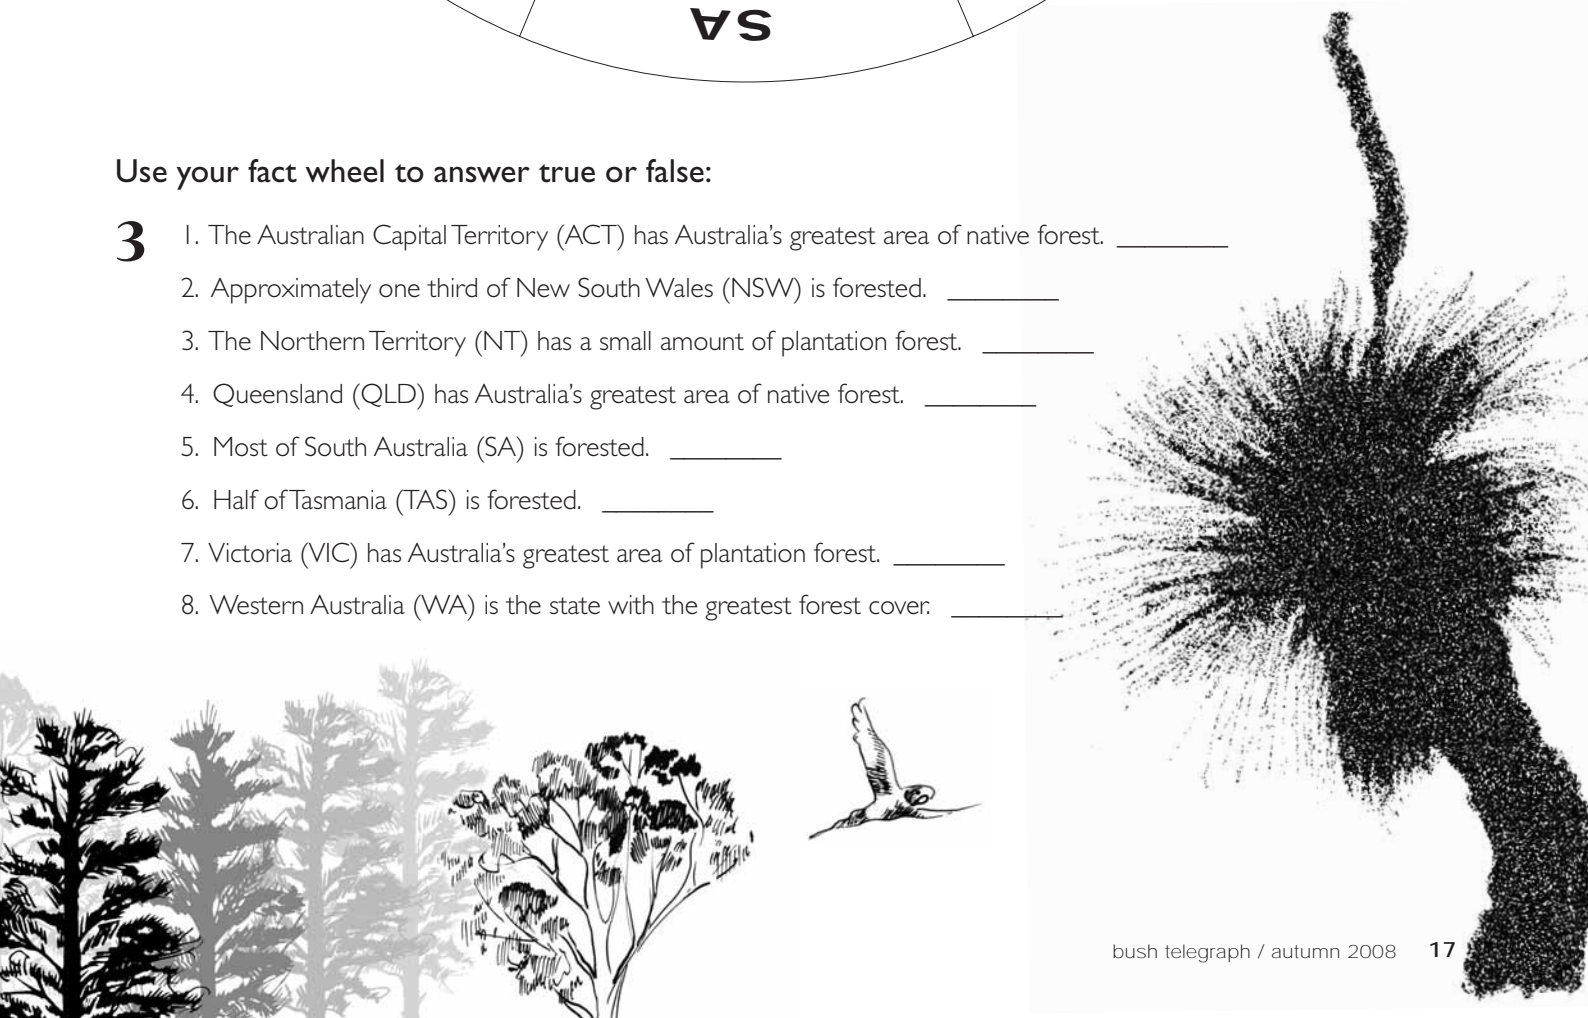 SA
Use your fact wheel to answer true or false:
3 1. The Australian Capital Territory (ACT) has Australia’s greatest area of native forest. ________
2. Approximately one third of New South Wales (NSW) is forested. ________
3. The Northern Territory (NT) has a small amount of plantation forest. ________
4. Queensland (QLD) has Australia’s greatest area of native forest. ________
5. Most of South Australia (SA) is forested. ________
6. Half of Tasmania (TAS) is forested. ________
7. Victoria (VIC) has Australia’s greatest area of plantation forest. ________
8. Western Australia (WA) is the state with the greatest forest cover. ________
bush telegraph / autumn 2008 17